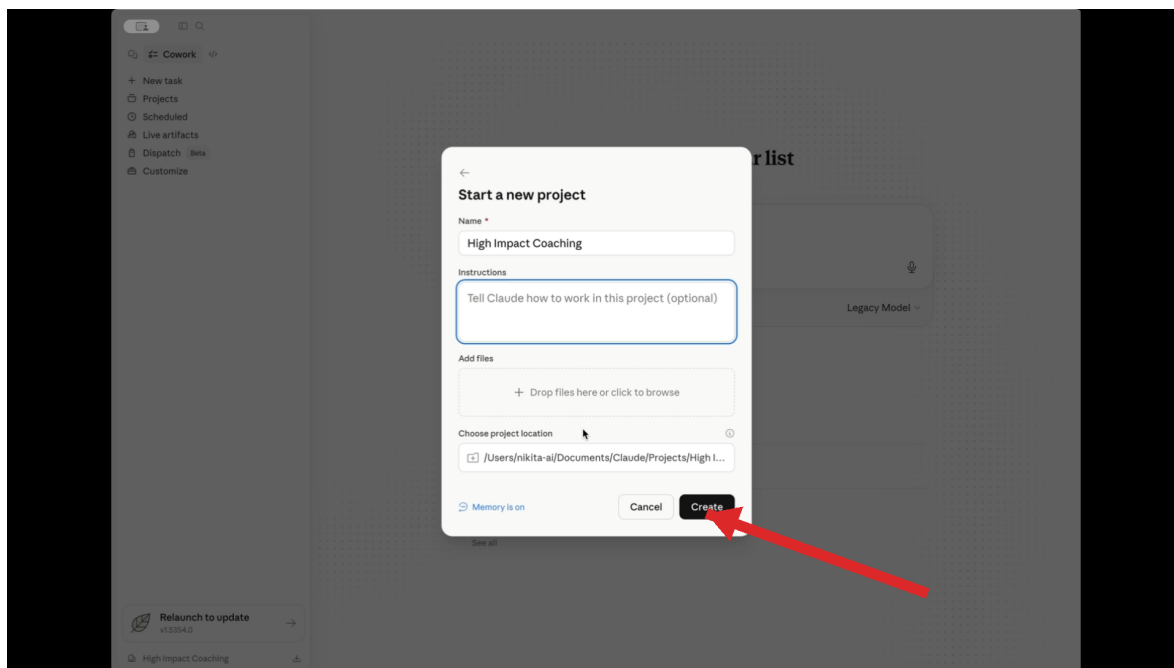 Cowork
New task
Projects
Scheduled
Live artifacts
Dispatch Beta
Customize
r list
Start a new project
Name *
High Impact Coaching
Instructions
Tell Claude how to work in this project (optional)
Legacy Model
Add files
Drop files here or click to browse
Choose project location
/Users/nikita-ai/Documents/Claude/Projects/High I...
Memory is on
Cancel
Create
See all
Relaunch to update
v1.5354.0
High Impact Coaching